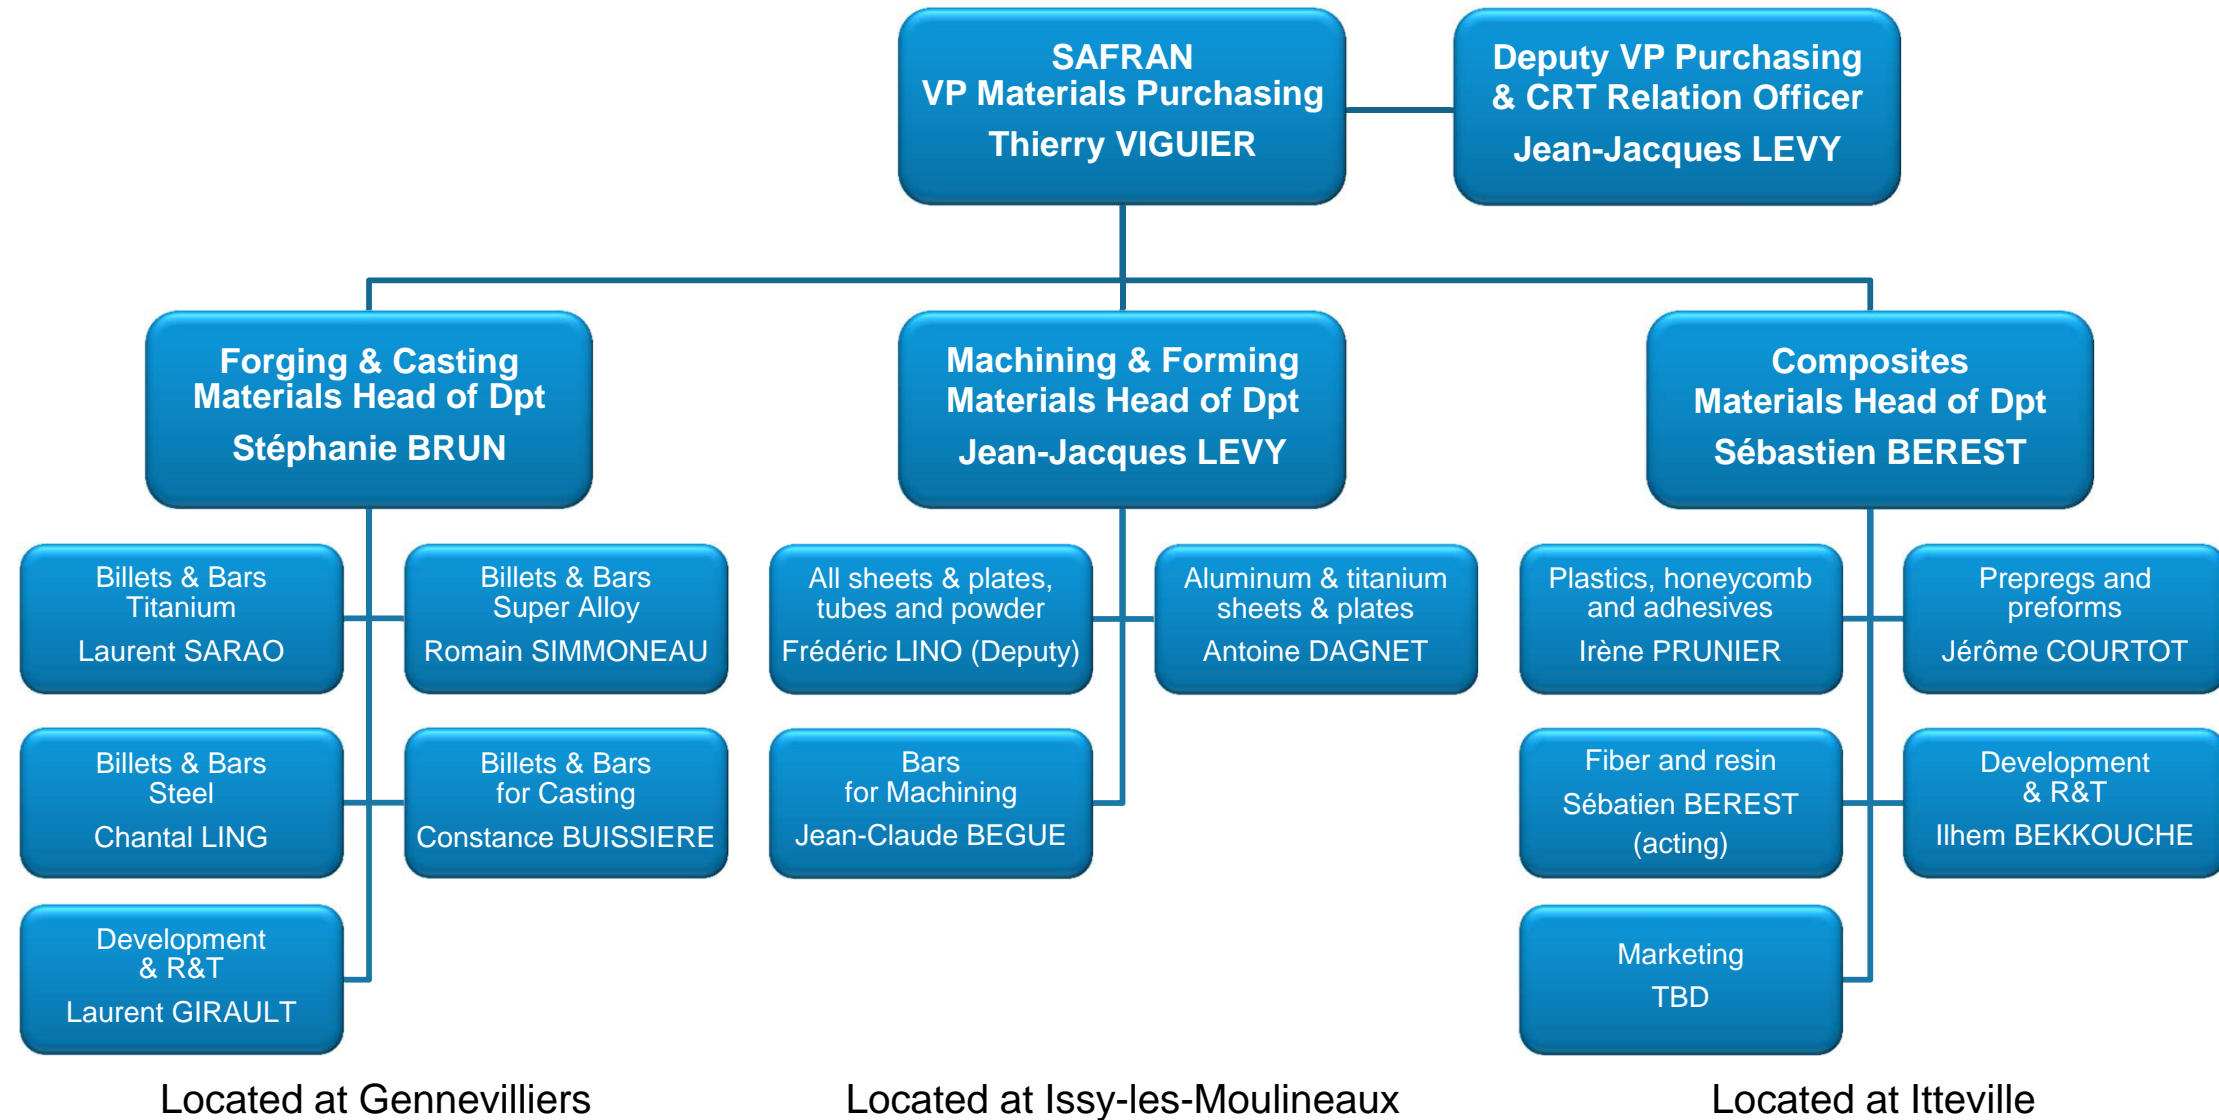 SAFRAN
VP Materials Purchasing
Thierry VIGUIER
Deputy VP Purchasing
& CRT Relation Officer
Jean-Jacques LEVY
Forging & Casting
Materials Head of Dpt
Stéphanie BRUN
Machining & Forming
Materials Head of Dpt
Jean-Jacques LEVY
Composites
Materials Head of Dpt
Sébastien BEREST
Billets & Bars
Titanium
Laurent SARAO
Billets & Bars
Super Alloy
Romain SIMMONEAU
All sheets & plates,
tubes and powder
Frédéric LINO (Deputy)
Aluminum & titanium
sheets & plates
Antoine DAGNET
Plastics, honeycomb
and adhesives
Irène PRUNIER
Prepregs and
preforms
Jérôme COURTOT
Billets & Bars
Steel
Chantal LING
Billets & Bars
for Casting
Constance BUISSIERE
Bars
for Machining
Jean-Claude BEGUE
Fiber and resin
Sébatien BEREST
(acting)
Development
& R&T
Ilhem BEKKOUCHE
Development
& R&T
Laurent GIRAULT
Marketing
TBD
Located at Gennevilliers
Located at Issy-les-Moulineaux
Located at Itteville